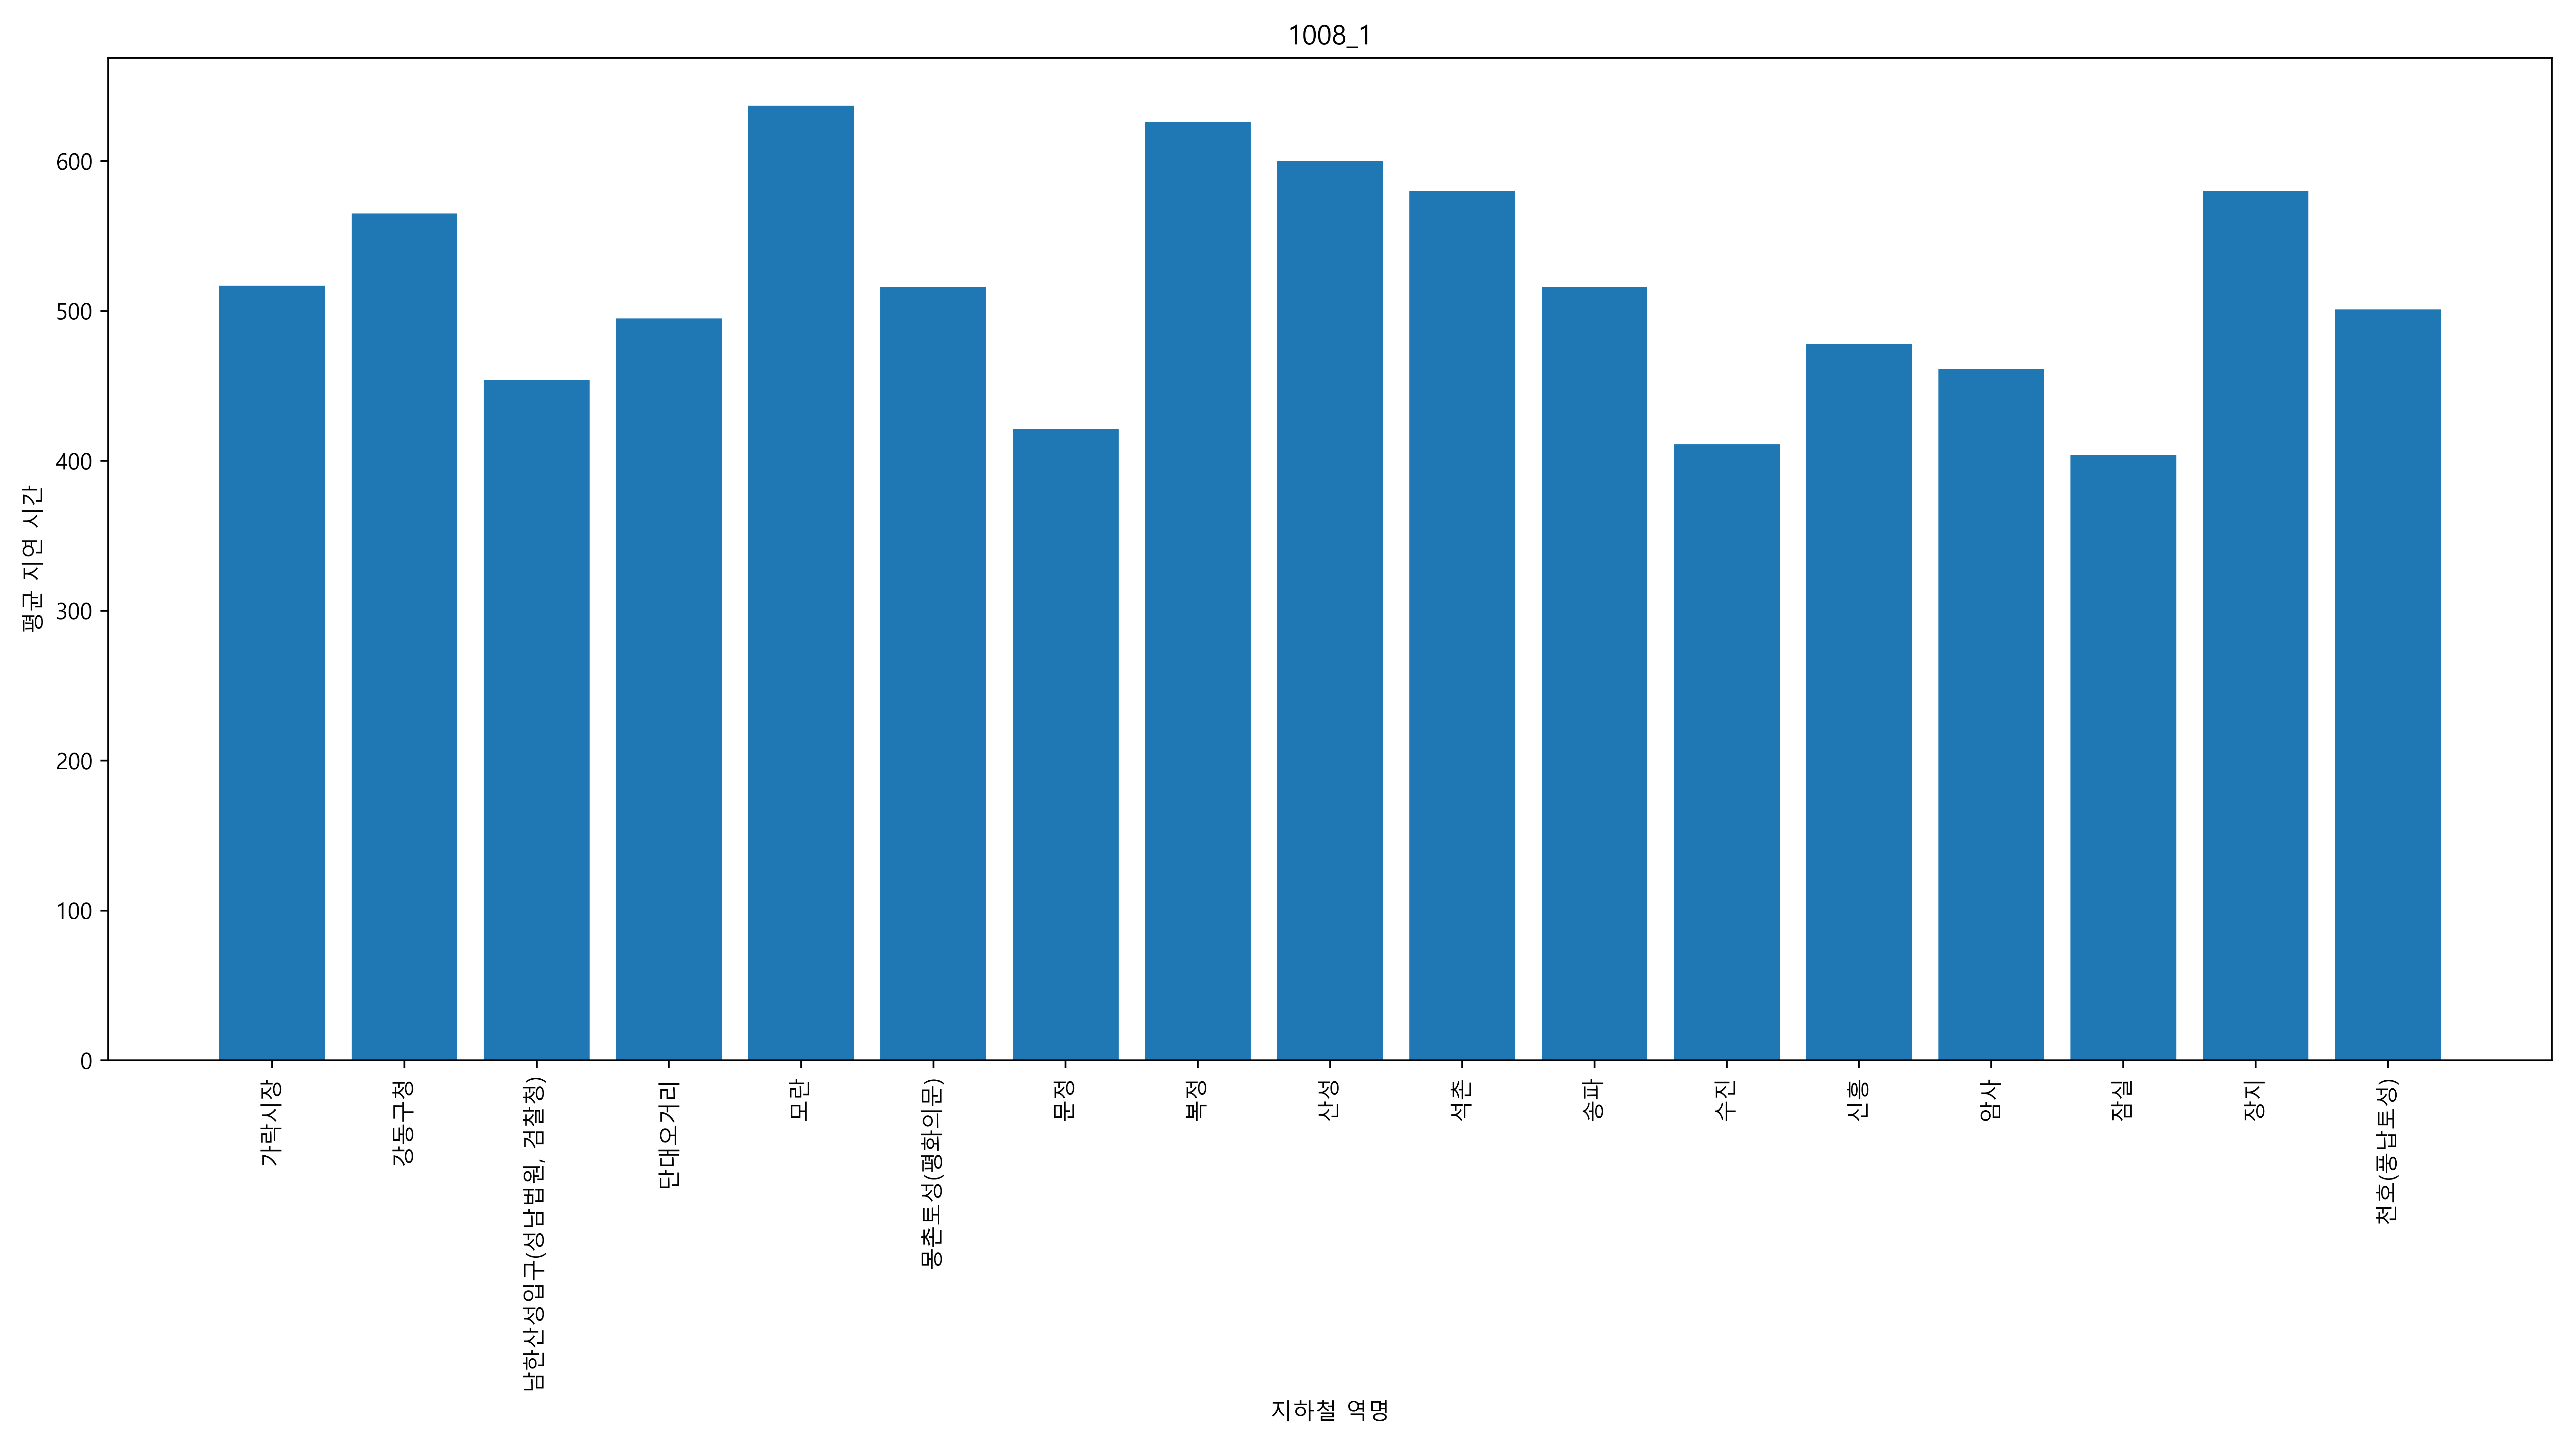 1008_1
평균 지연 시간
600
500
400
300
200
100
0
가락시장
강동구청
남한산성입구(성남법원, 검찰청)
단대오거리
모란
몽촌토성(평화의문)
문정
복정
산성
석촌
송파
수진
신흥
암사
잠실
장지
천호(풍납토성)
지하철 역명